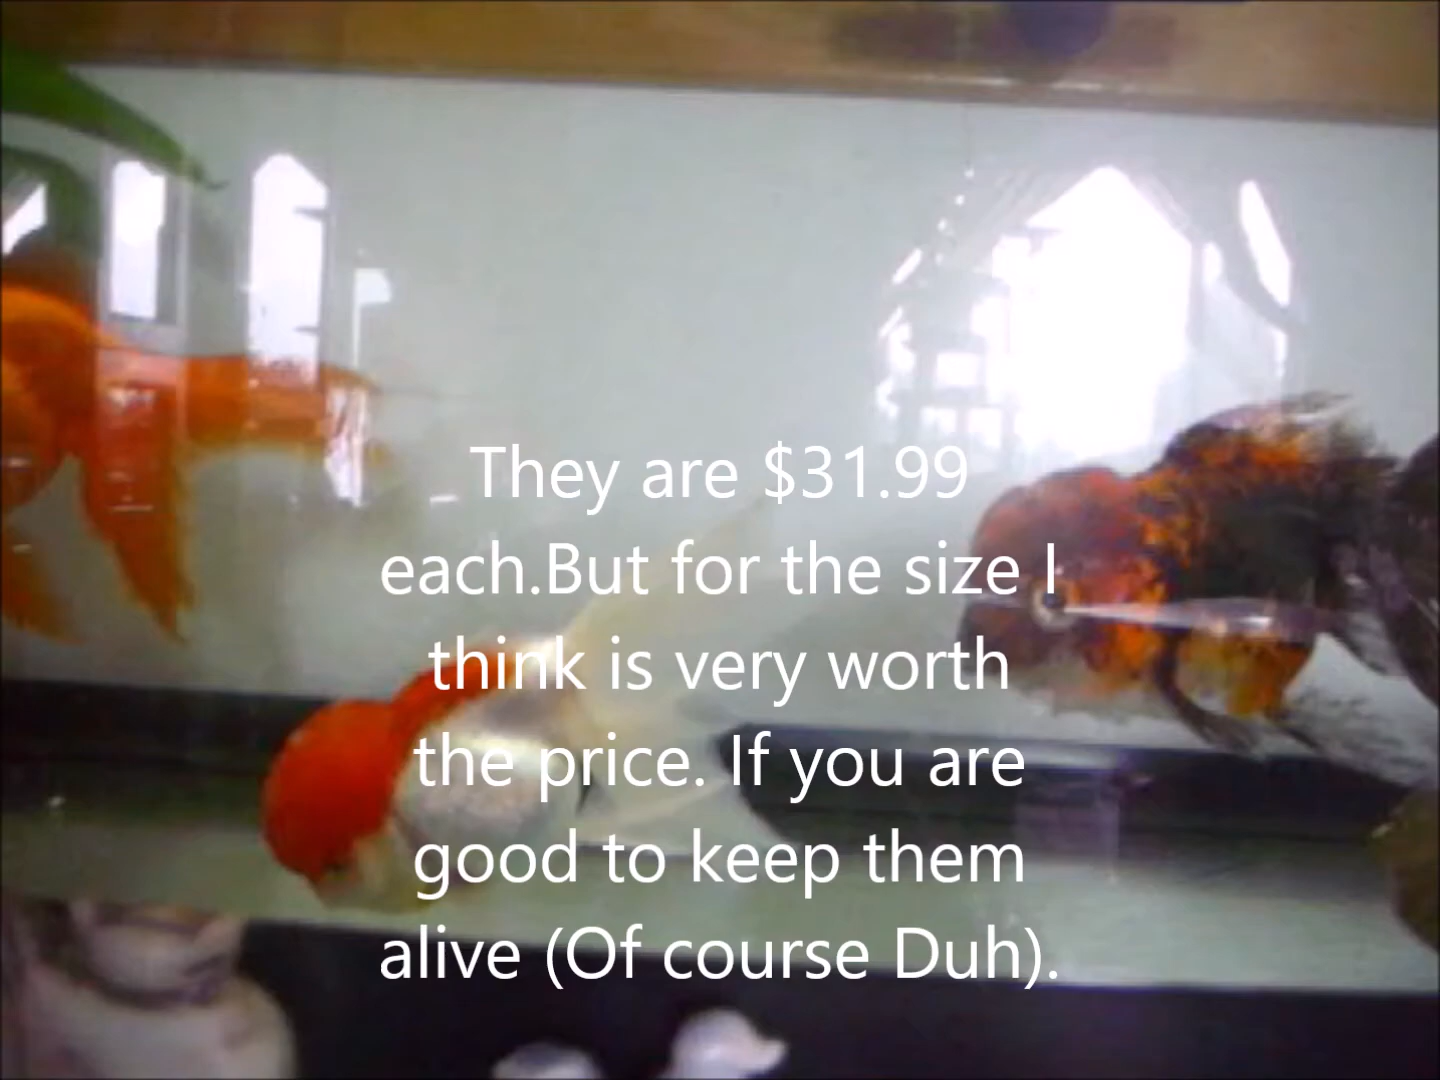 They are $31.99
each.But for the size I
think is very worth
the price. If you are
good to keep them
alive (Of course Duh).